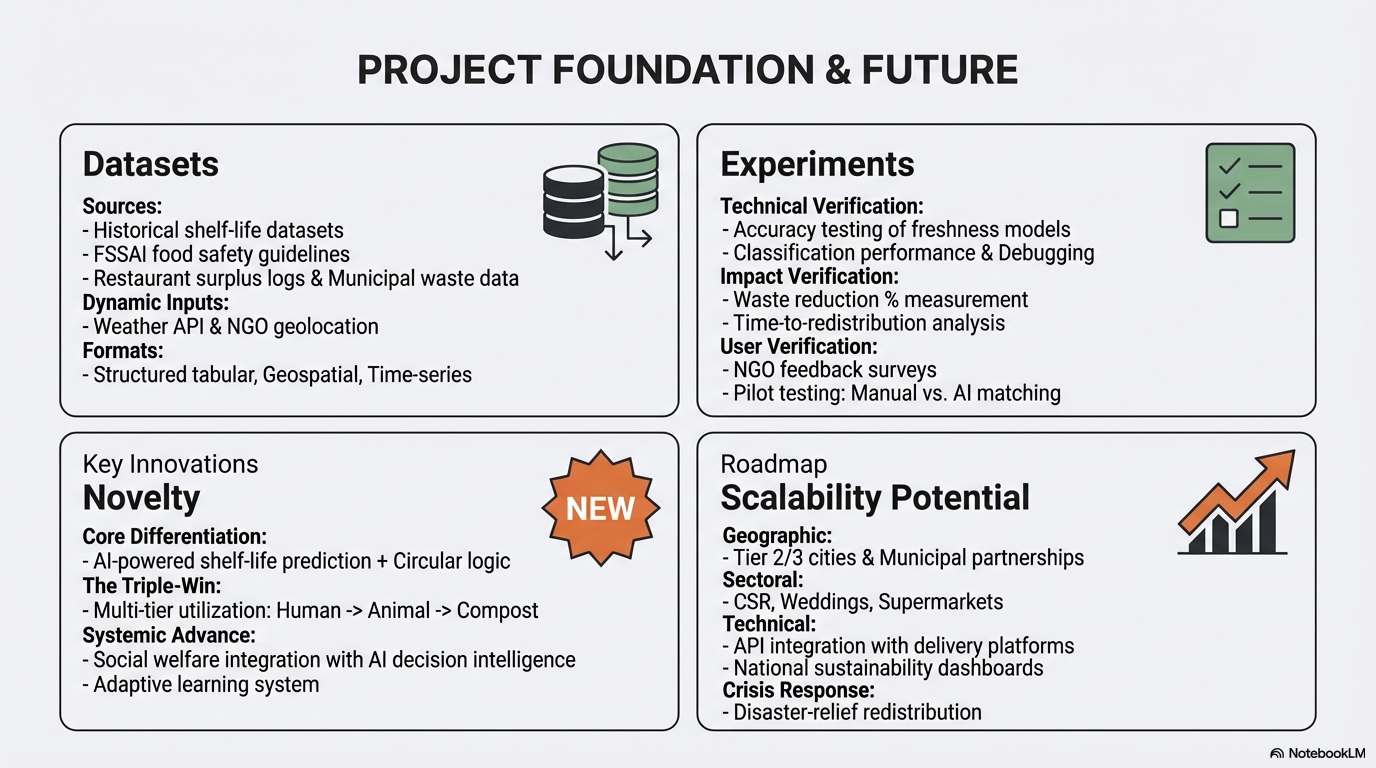 PROJECT FOUNDATION & FUTURE
Datasets
Sources:
- Historical shelf-life datasets
- FSSAI food safety guidelines
- Restaurant surplus logs & Municipal waste data
Dynamic Inputs:
- Weather API & NGO geolocation
Formats:
- Structured tabular, Geospatial, Time-series
Experiments
Technical Verification:
- Accuracy testing of freshness models
- Classification performance & Debugging
Impact Verification:
- Waste reduction % measurement
- Time-to-redistribution analysis
User Verification:
- NGO feedback surveys
- Pilot testing: Manual vs. AI matching
Key Innovations
Novelty
NEW
Core Differentiation:
- AI-powered shelf-life prediction + Circular logic
The Triple-Win:
- Multi-tier utilization: Human -> Animal -> Compost
Systemic Advance:
- Social welfare integration with AI decision intelligence
- Adaptive learning system
Roadmap
Scalability Potential
Geographic:
- Tier 2/3 cities & Municipal partnerships
Sectoral:
- CSR, Weddings, Supermarkets
Technical:
- API integration with delivery platforms
- National sustainability dashboards
Crisis Response:
- Disaster-relief redistribution
NotebookLM